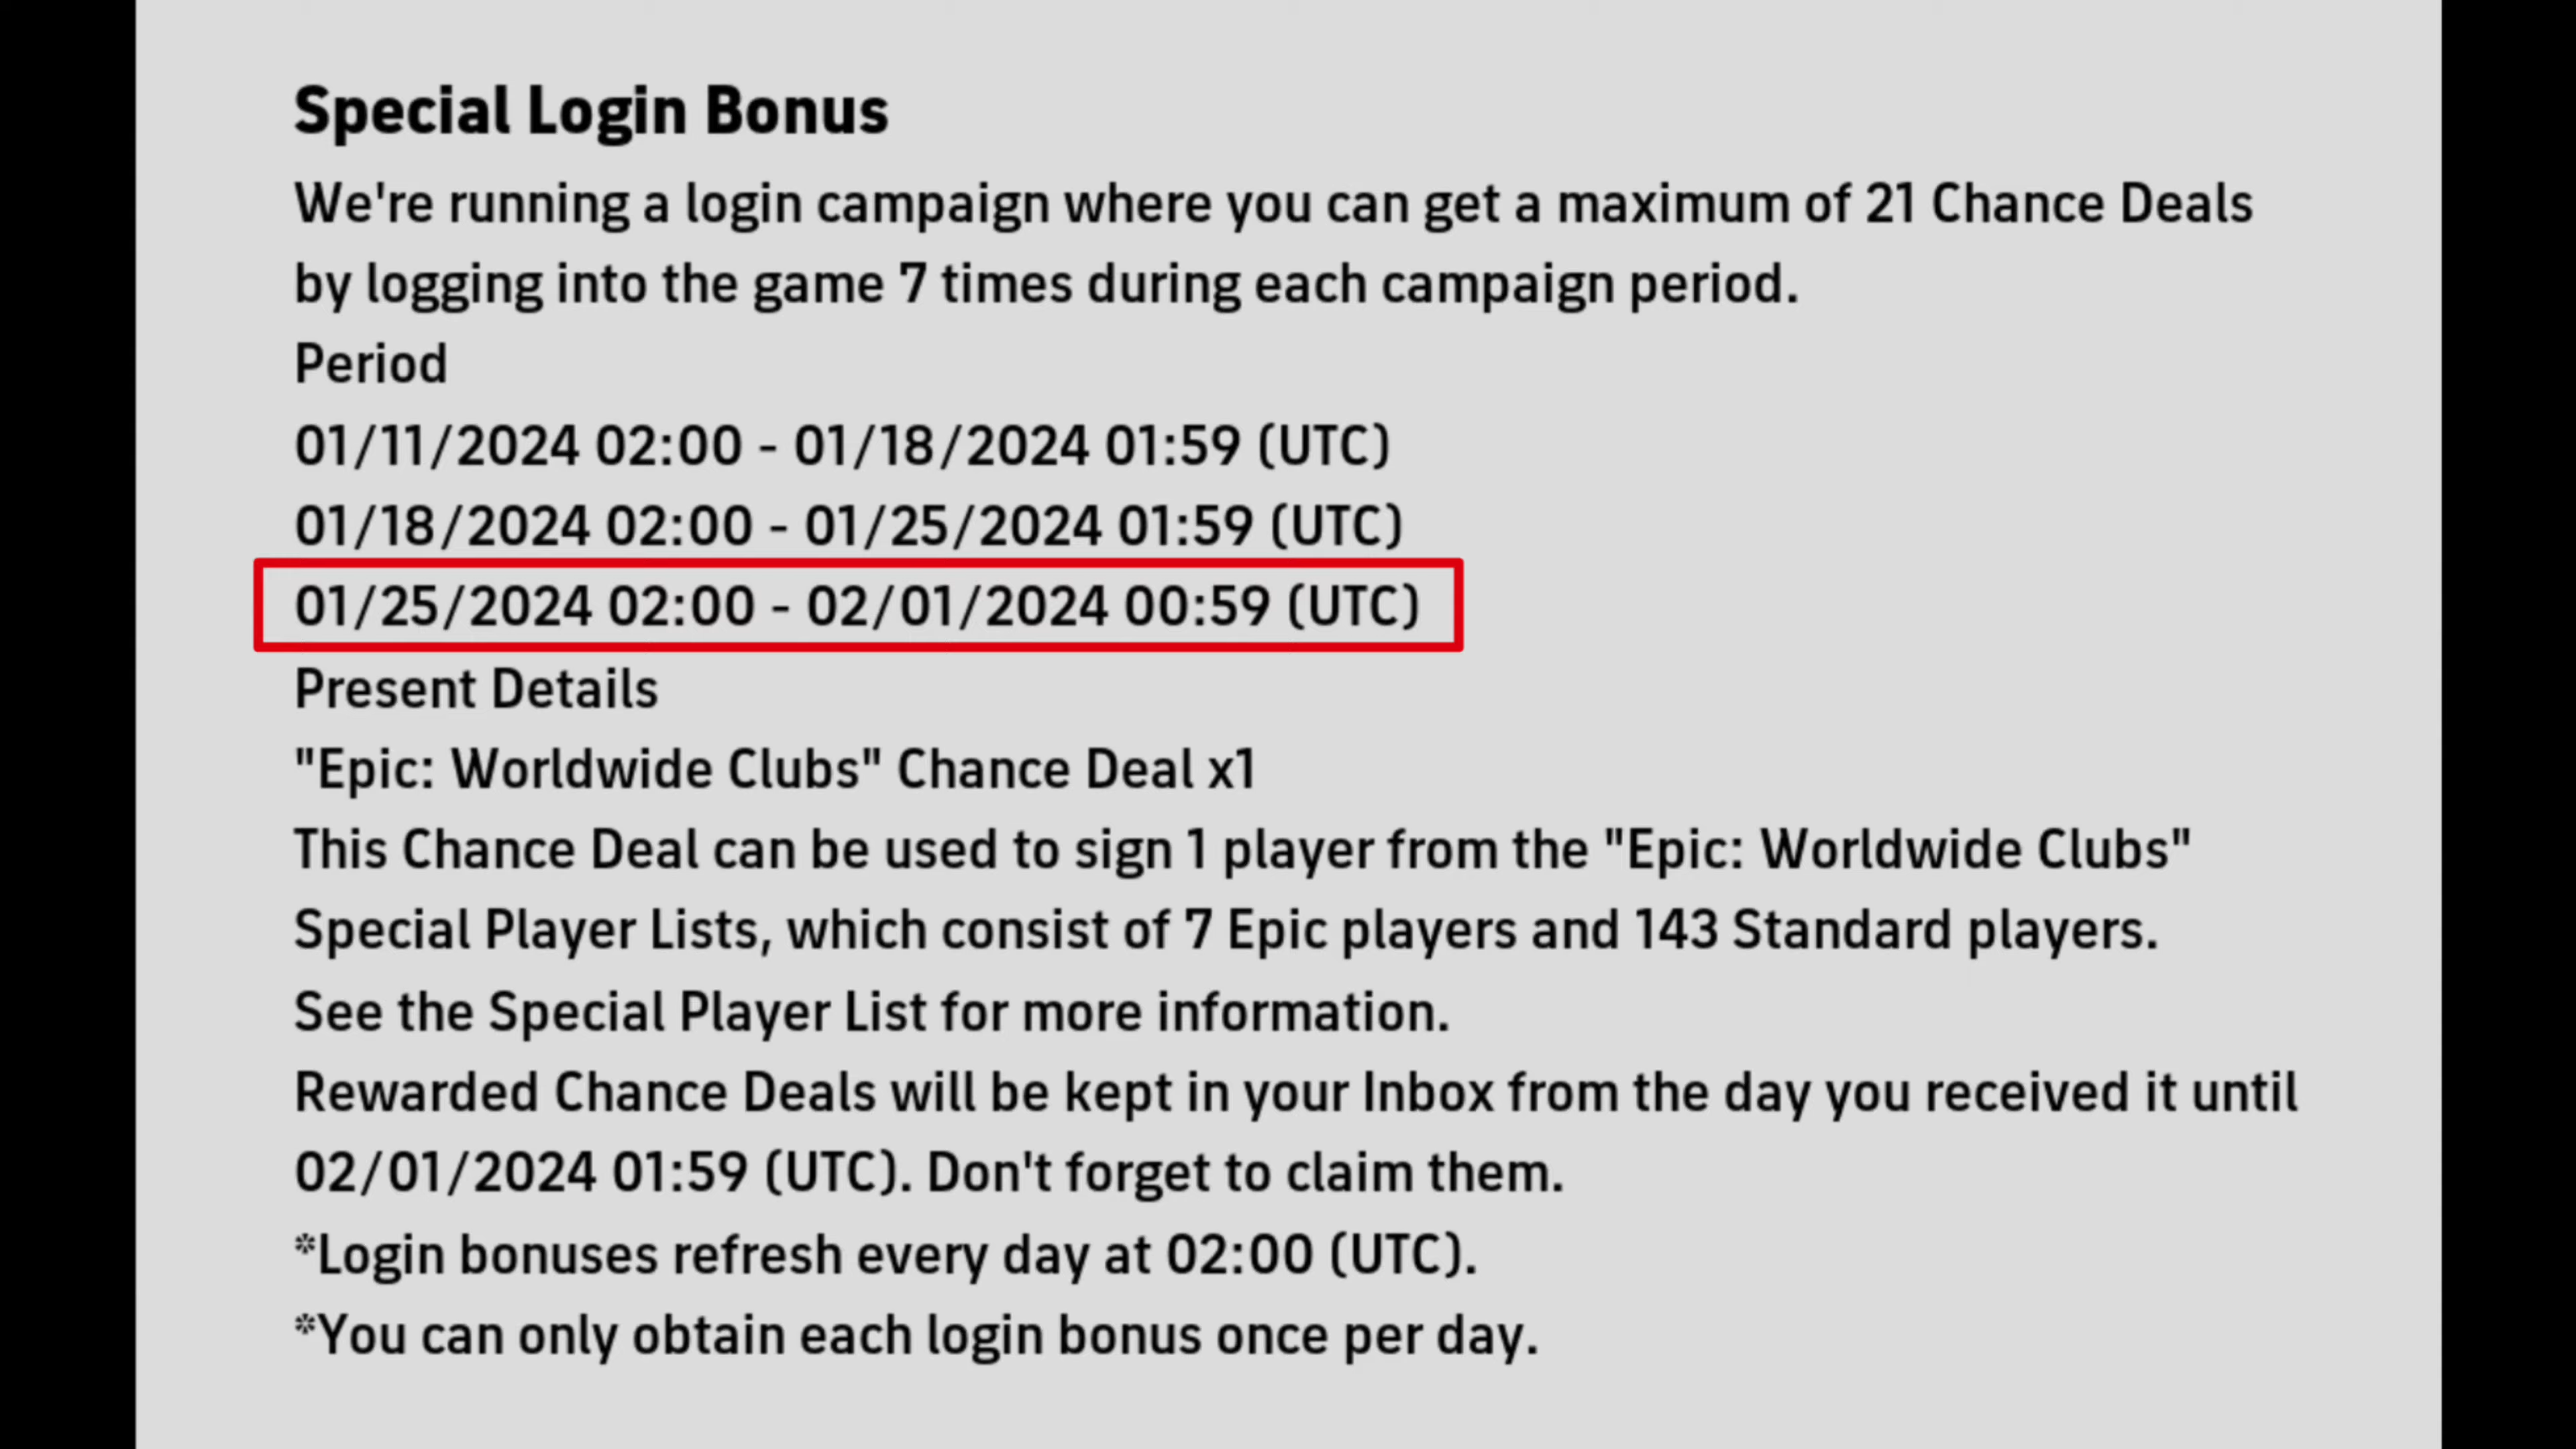 Special Login Bonus
We're running a login campaign where you can get a maximum of 21 Chance Deals
by logging into the game 7 times during each campaign period.
Period
01/11/2024 02:00 - 01/18/2024 01:59 (UTC)
01/18/2024 02:00 - 01/25/2024 01:59 (UTC)
01/25/2024 02:00 - 02/01/2024 00:59 (UTC)
Present Details
"Epic: Worldwide Clubs" Chance Deal x1
This Chance Deal can be used to sign 1 player from the "Epic: Worldwide Clubs"
Special Player Lists, which consist of 7 Epic players and 143 Standard players.
See the Special Player List for more information.
Rewarded Chance Deals will be kept in your Inbox from the day you received it until
02/01/2024 01:59 (UTC). Don't forget to claim them.
*Login bonuses refresh every day at 02:00 (UTC).
*You can only obtain each login bonus once per day.